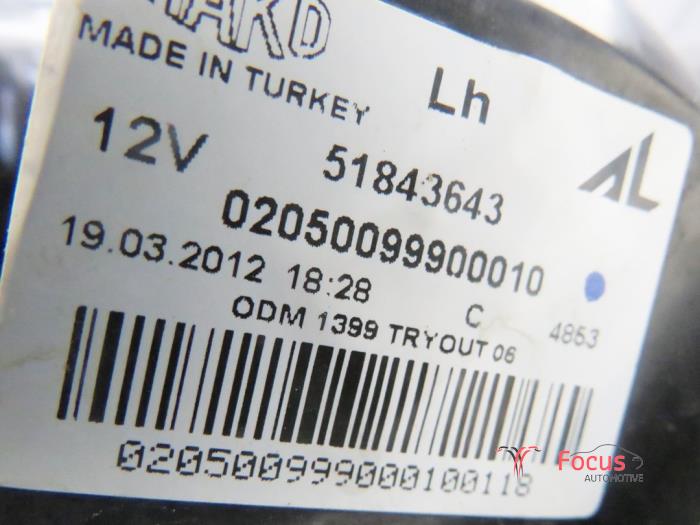 MADE IN TURKEY
Lh
12V
51843643
AL
02050099900010
19.03.2012 18:28
C
4853
ODM 1399 TRYOUT 06
020500999000100118
Focus
AUTOMOTIVE